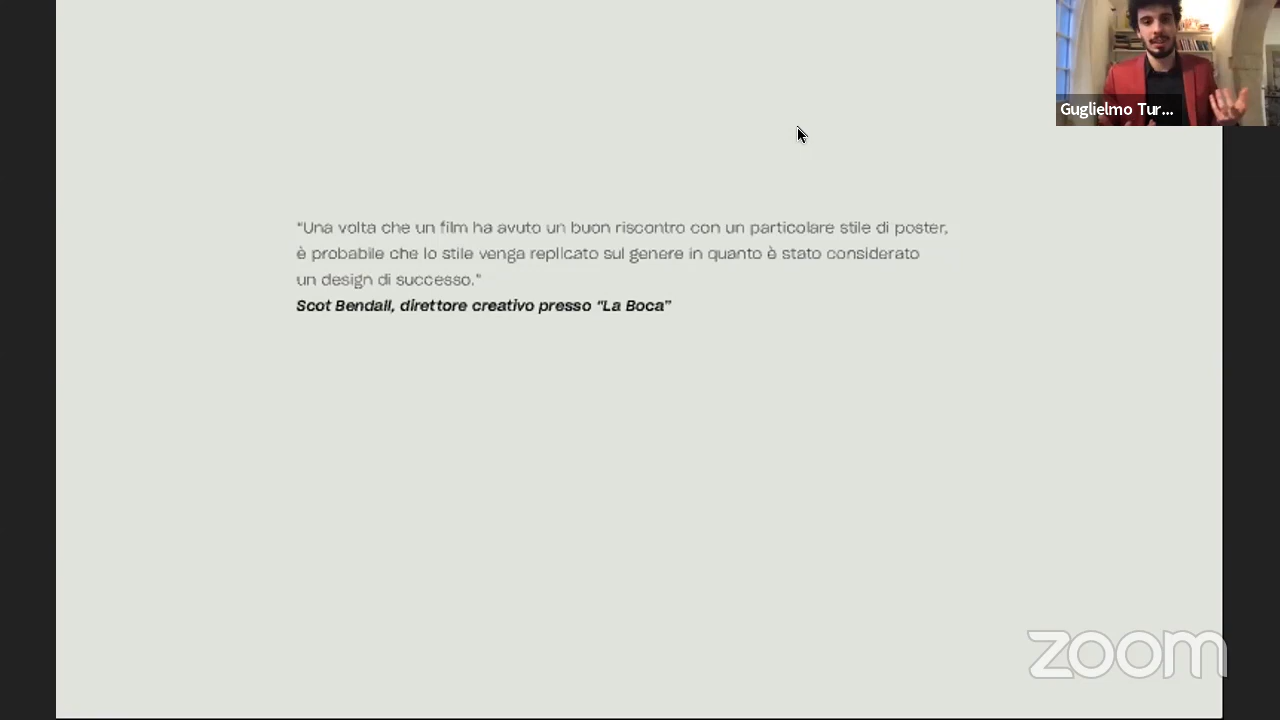 Guglielmo Tur...
“Una volta che un film ha avuto un buon riscontro con un particolare stile di poster,
è probabile che lo stile venga replicato sul genere in quanto è stato considerato
un design di successo.”
Scot Bendall, direttore creativo presso “La Boca”
zoom